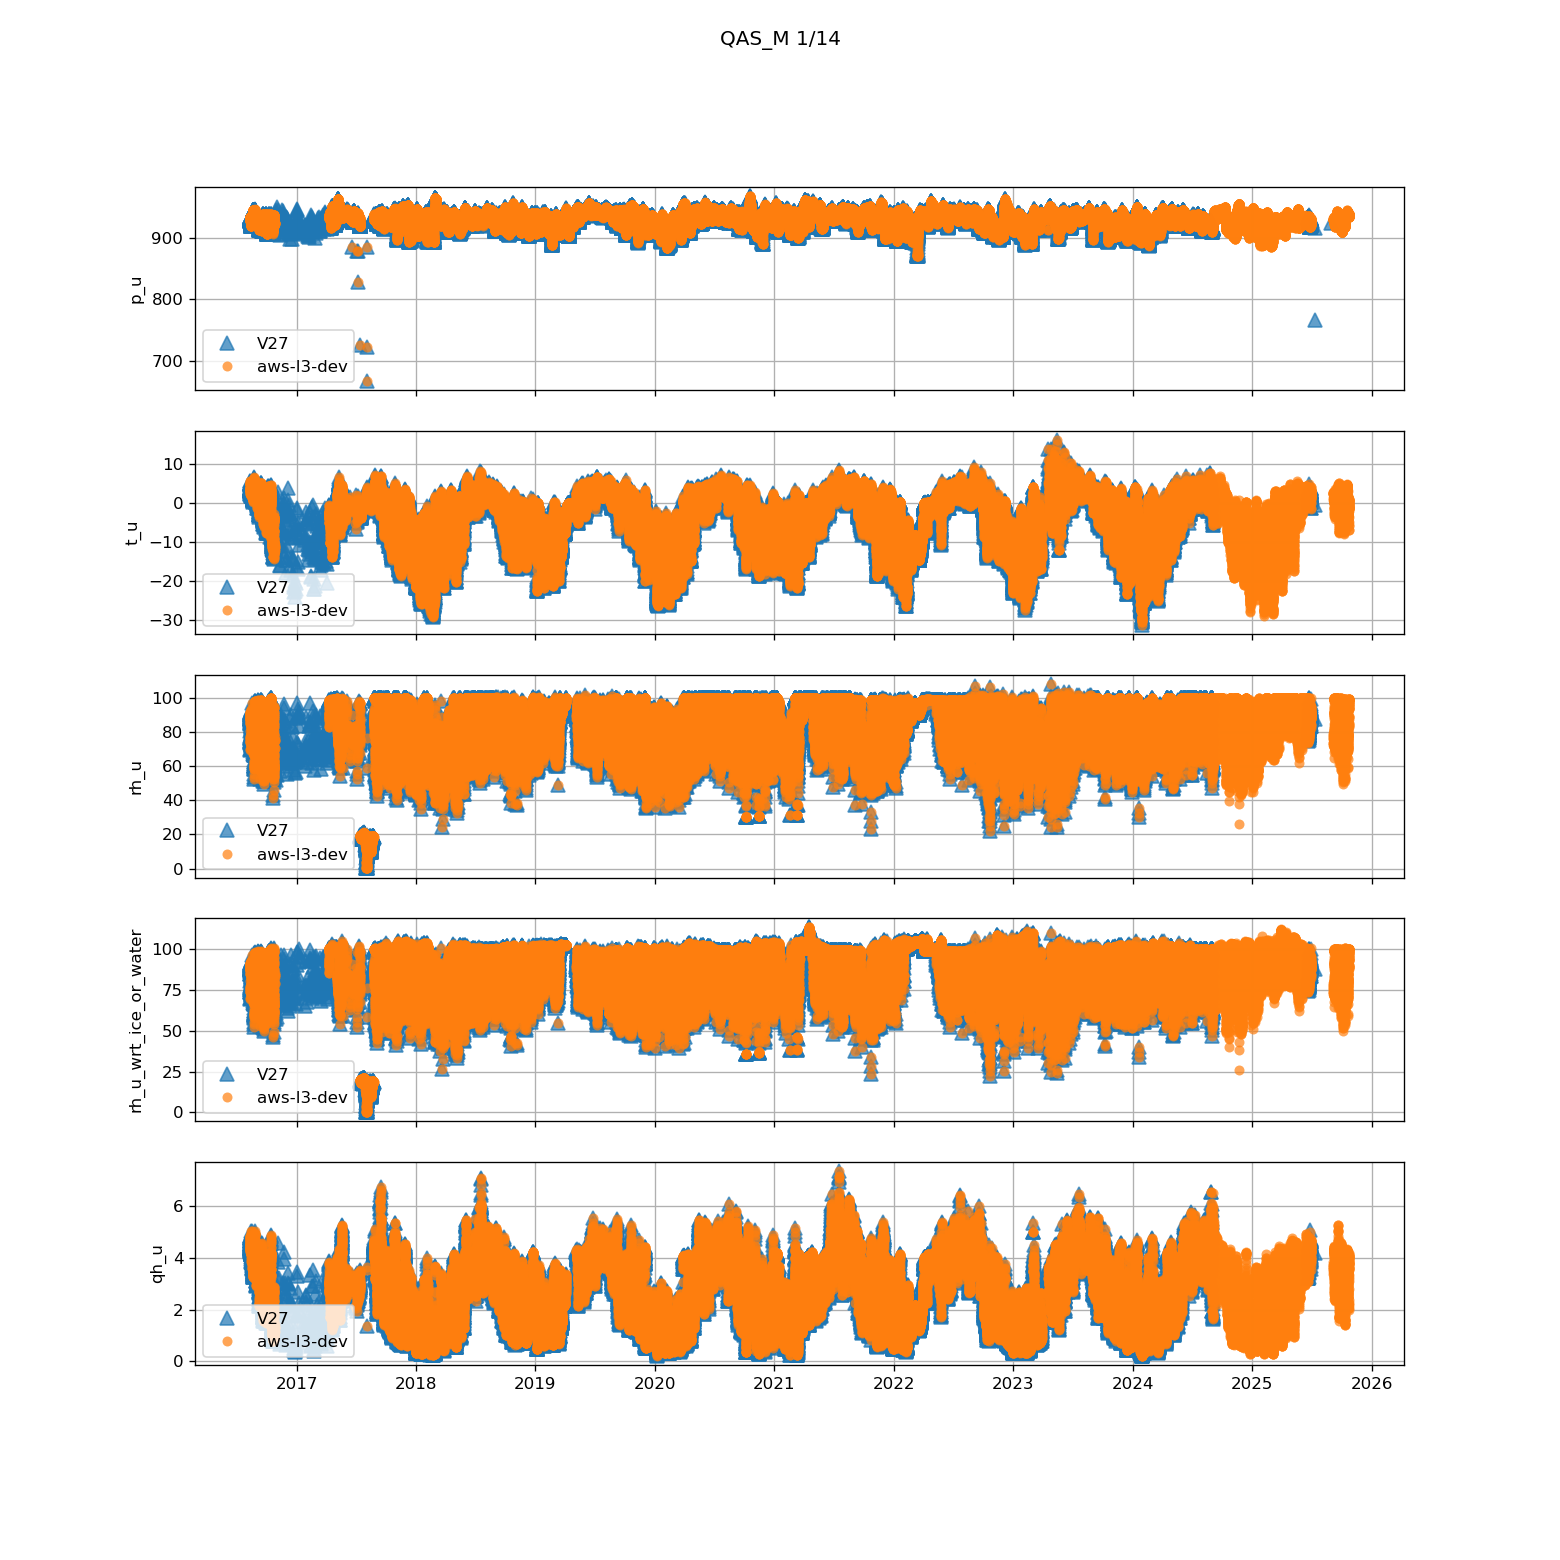 QAS_M 1/14
p_u
900
800
700
V27
aws-l3-dev
t_u
10
0
−10
−20
−30
V27
aws-l3-dev
rh_u
100
80
60
40
20
0
V27
aws-l3-dev
rh_u_wrt_ice_or_water
100
75
50
25
0
V27
aws-l3-dev
qh_u
6
4
2
0
V27
aws-l3-dev
2017 2018 2019 2020 2021 2022 2023 2024 2025 2026